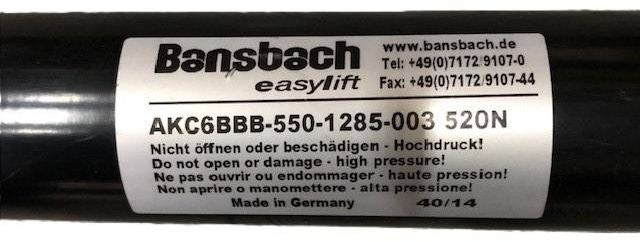 Bansbach
easylift
www.bansbach.de
Tel: +49(0)7172/9107-0
Fax: +49(0)7172/9107-44
AKC6BBB-550-1285-003 520N
Nicht öffnen oder beschädigen - Hochdruck!
Do not open or damage - high pressure!
Ne pas ouvrir ou endommager - haute pression!
Non aprire o manomettere - alta pressione!
Made in Germany 40/14